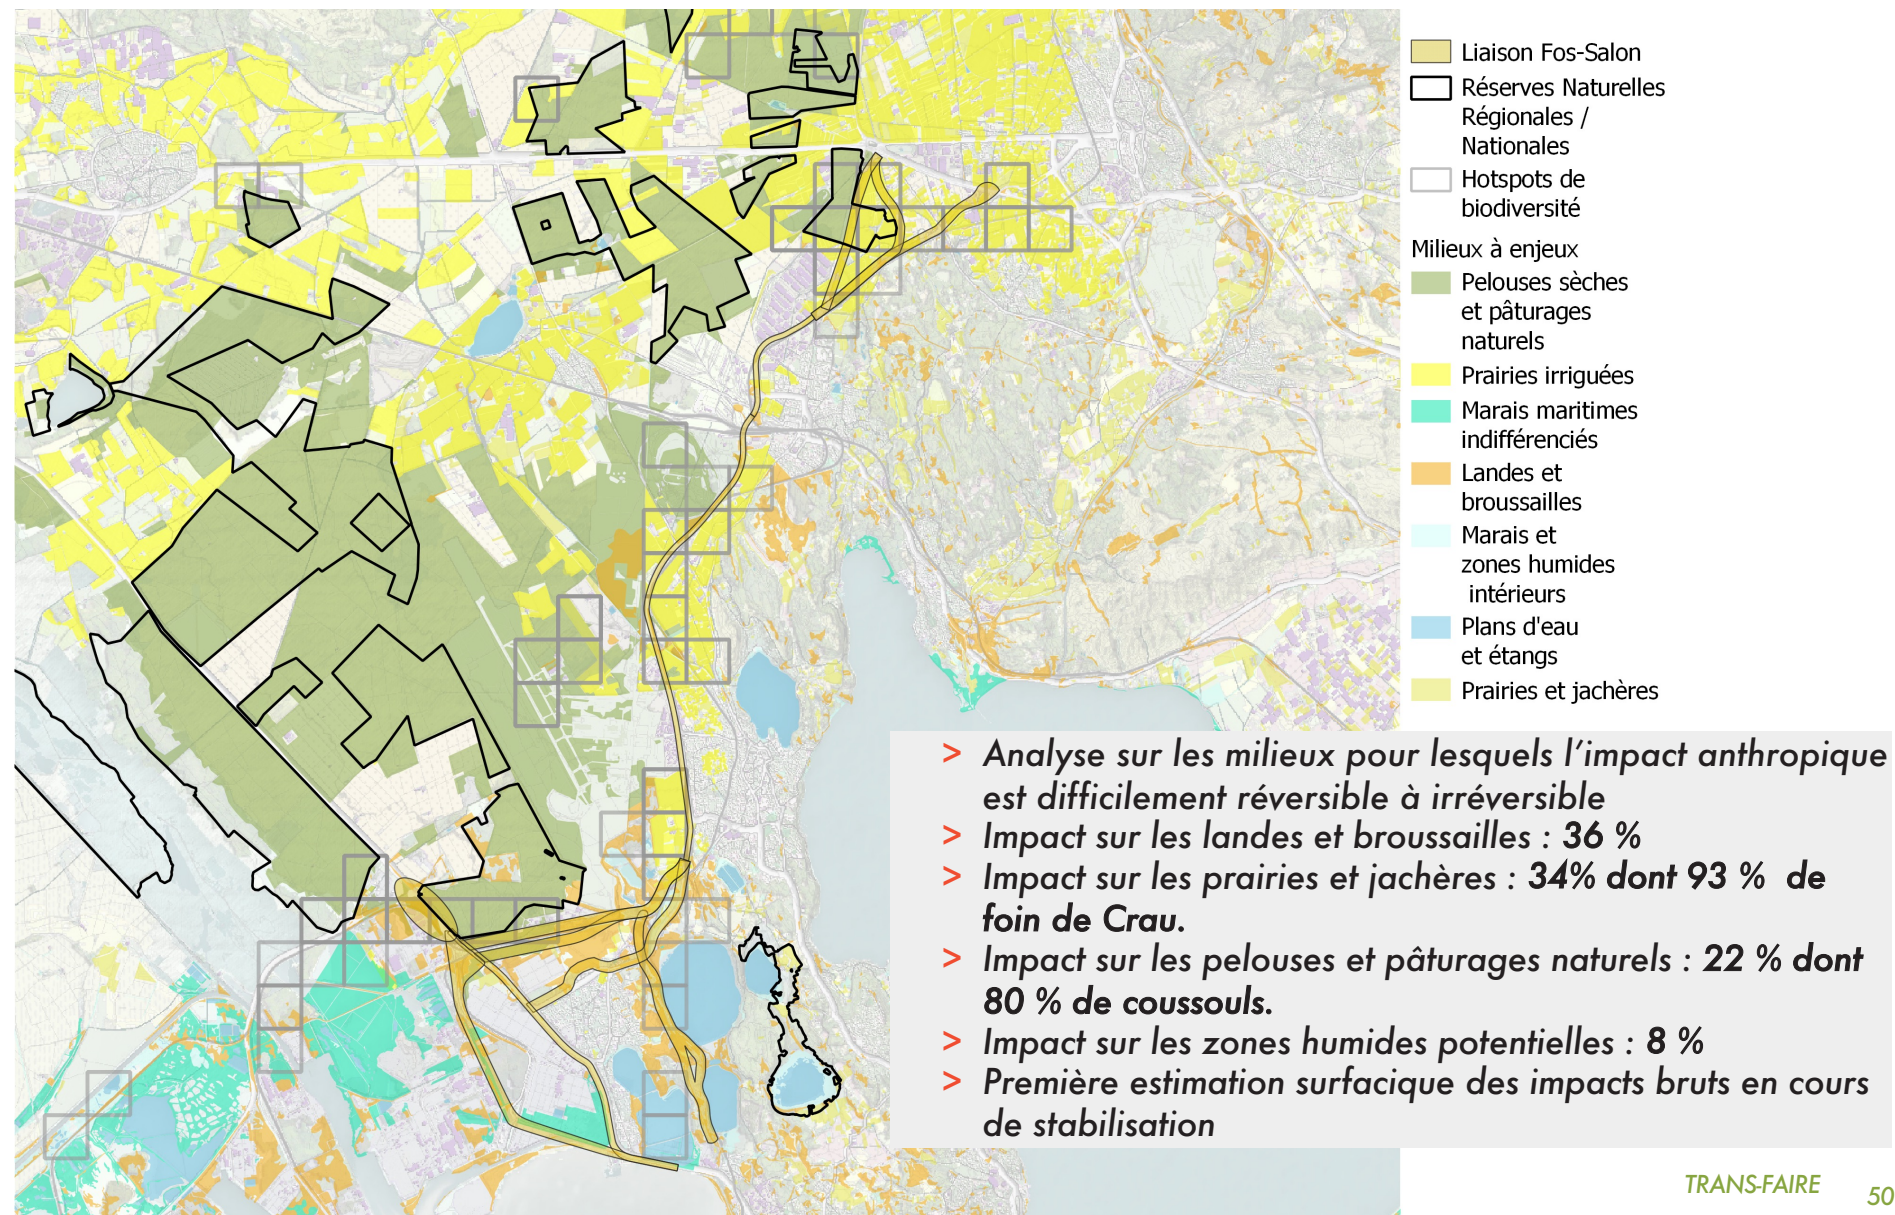 Liaison Fos-Salon
Réserves Naturelles
Régionales /
Nationales
Hotspots de
biodiversité
Milieux à enjeux
Pelouses sèches
et pâturages
naturels
Prairies irriguées
Marais maritimes
indifférenciés
Landes et
broussailles
Marais et
zones humides
intérieurs
Plans d'eau
et étangs
Prairies et jachères
> Analyse sur les milieux pour lesquels l’impact anthropique
est difficilement réversible à irréversible
> Impact sur les landes et broussailles : 36 %
> Impact sur les prairies et jachères : 34% dont 93 % de
foin de Crau.
> Impact sur les pelouses et pâturages naturels : 22 % dont
80 % de coussouls.
> Impact sur les zones humides potentielles : 8 %
> Première estimation surfacique des impacts bruts en cours
de stabilisation
TRANS-FAIRE
50